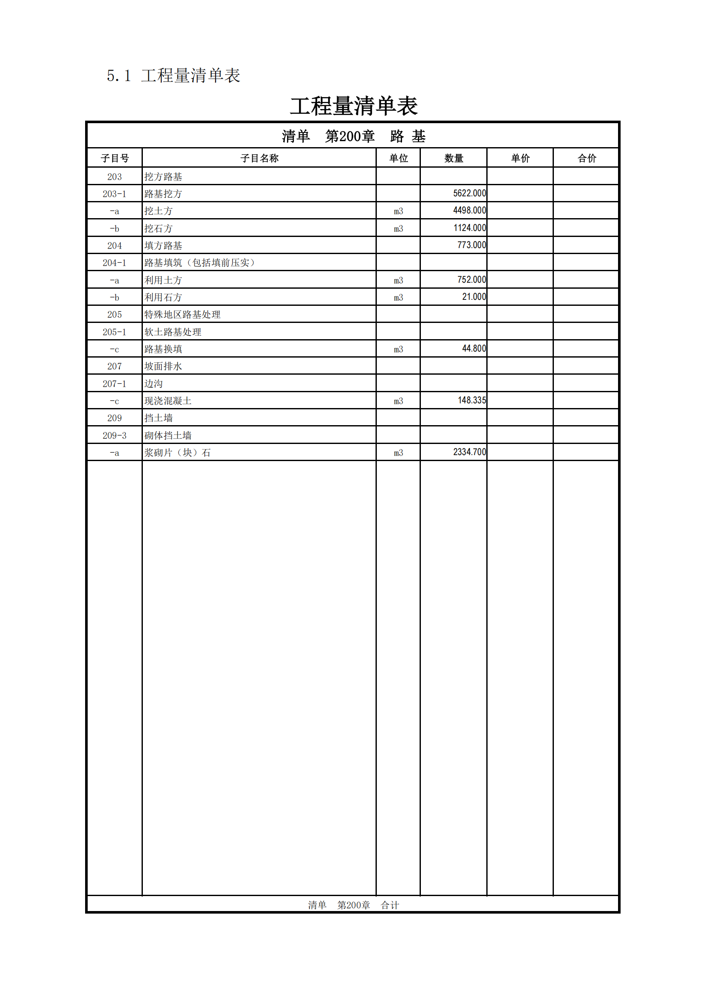 5.1 工程量清单表
工程量清单表
清单 第200章 路 基
子目号 子目名称 单位 数量 单价 合价
203 挖方路基
203-1 路基挖方 5622.000
-a 挖土方 m3 4498.000
-b 挖石方 m3 1124.000
204 填方路基 773.000
204-1 路基填筑（包括填前压实）
-a 利用土方 m3 752.000
-b 利用石方 m3 21.000
205 特殊地区路基处理
205-1 软土路基处理
-c 路基换填 m3 44.800
207 坡面排水
207-1 边沟
-c 现浇混凝土 m3 148.335
209 挡土墙
209-3 砌体挡土墙
-a 浆砌片（块）石 m3 2334.700
清单 第200章 合计